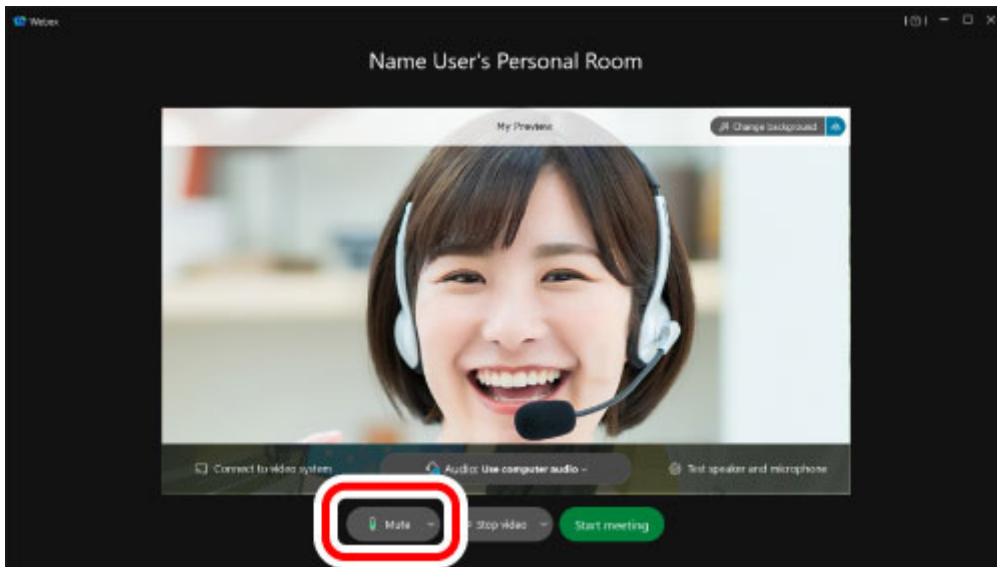 Webex
Name User's Personal Room
My Preview
Change background
Connect to video system
Audio: Use computer audio
Test speaker and microphone
Mute
Stop video
Start meeting